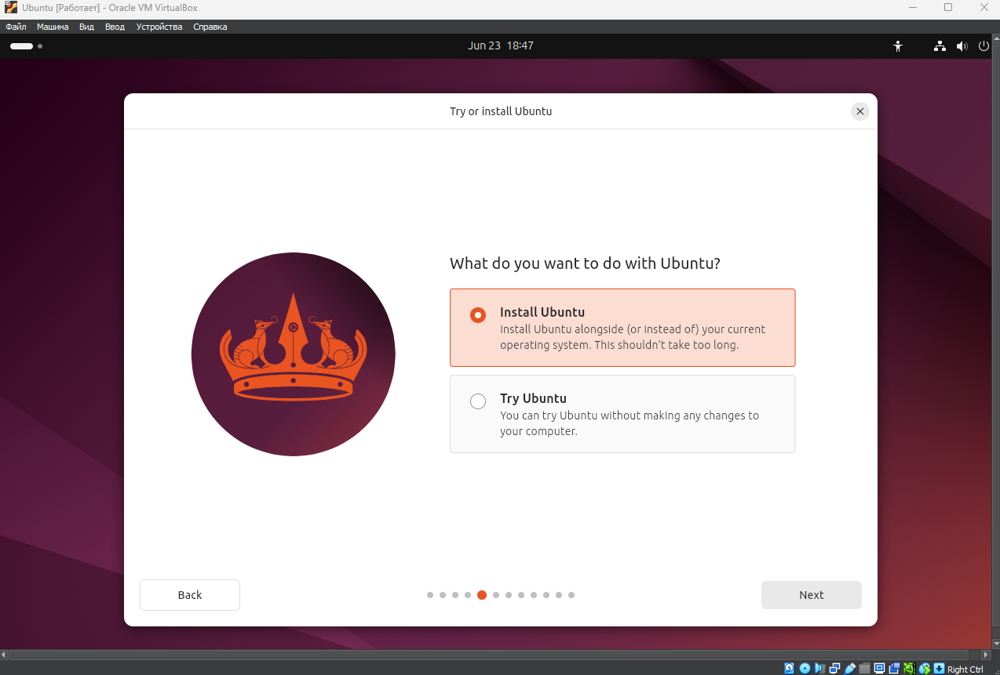 Ubuntu [Работает] - Oracle VM VirtualBox
Файл Машина Вид Ввод Устройства Справка
Jun 23 18:47
Try or install Ubuntu
What do you want to do with Ubuntu?
Install Ubuntu
Install Ubuntu alongside (or instead of) your current
operating system. This shouldn't take too long.
Try Ubuntu
You can try Ubuntu without making any changes to
your computer.
Back
Next
Right Ctrl